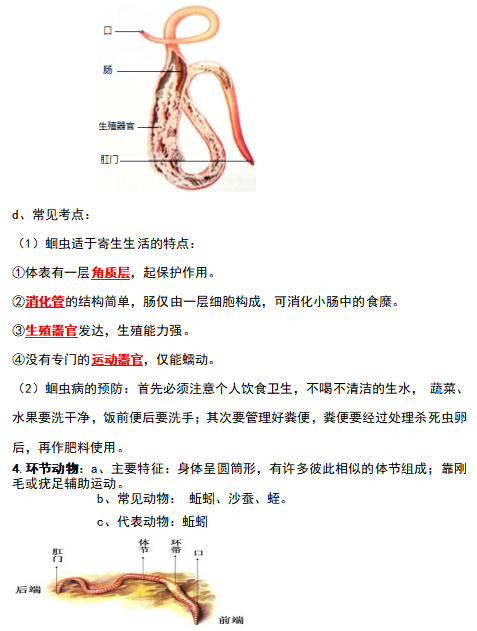 口
肠
生殖器官
肛门
d、常见考点：
（1）蛔虫适于寄生生活的特点：
①体表有一层角质层，起保护作用。
②消化管的结构简单，肠仅由一层细胞构成，可消化小肠中的食糜。
③生殖器官发达，生殖能力强。
④没有专门的运动器官，仅能蠕动。
（2）蛔虫病的预防：首先必须注意个人饮食卫生，不喝不清洁的生水， 蔬菜、
水果要洗干净，饭前便后要洗手；其次要管理好粪便，粪便要经过处理杀死虫卵
后，再作肥料使用。
4.环节动物：a、主要特征：身体呈圆筒形，有许多彼此相似的体节组成；靠刚
毛或疣足辅助运动。
b、常见动物： 蚯蚓、沙蚕、蛭。
c、代表动物：蚯蚓
肛门 体节 环带 口
后端
前端